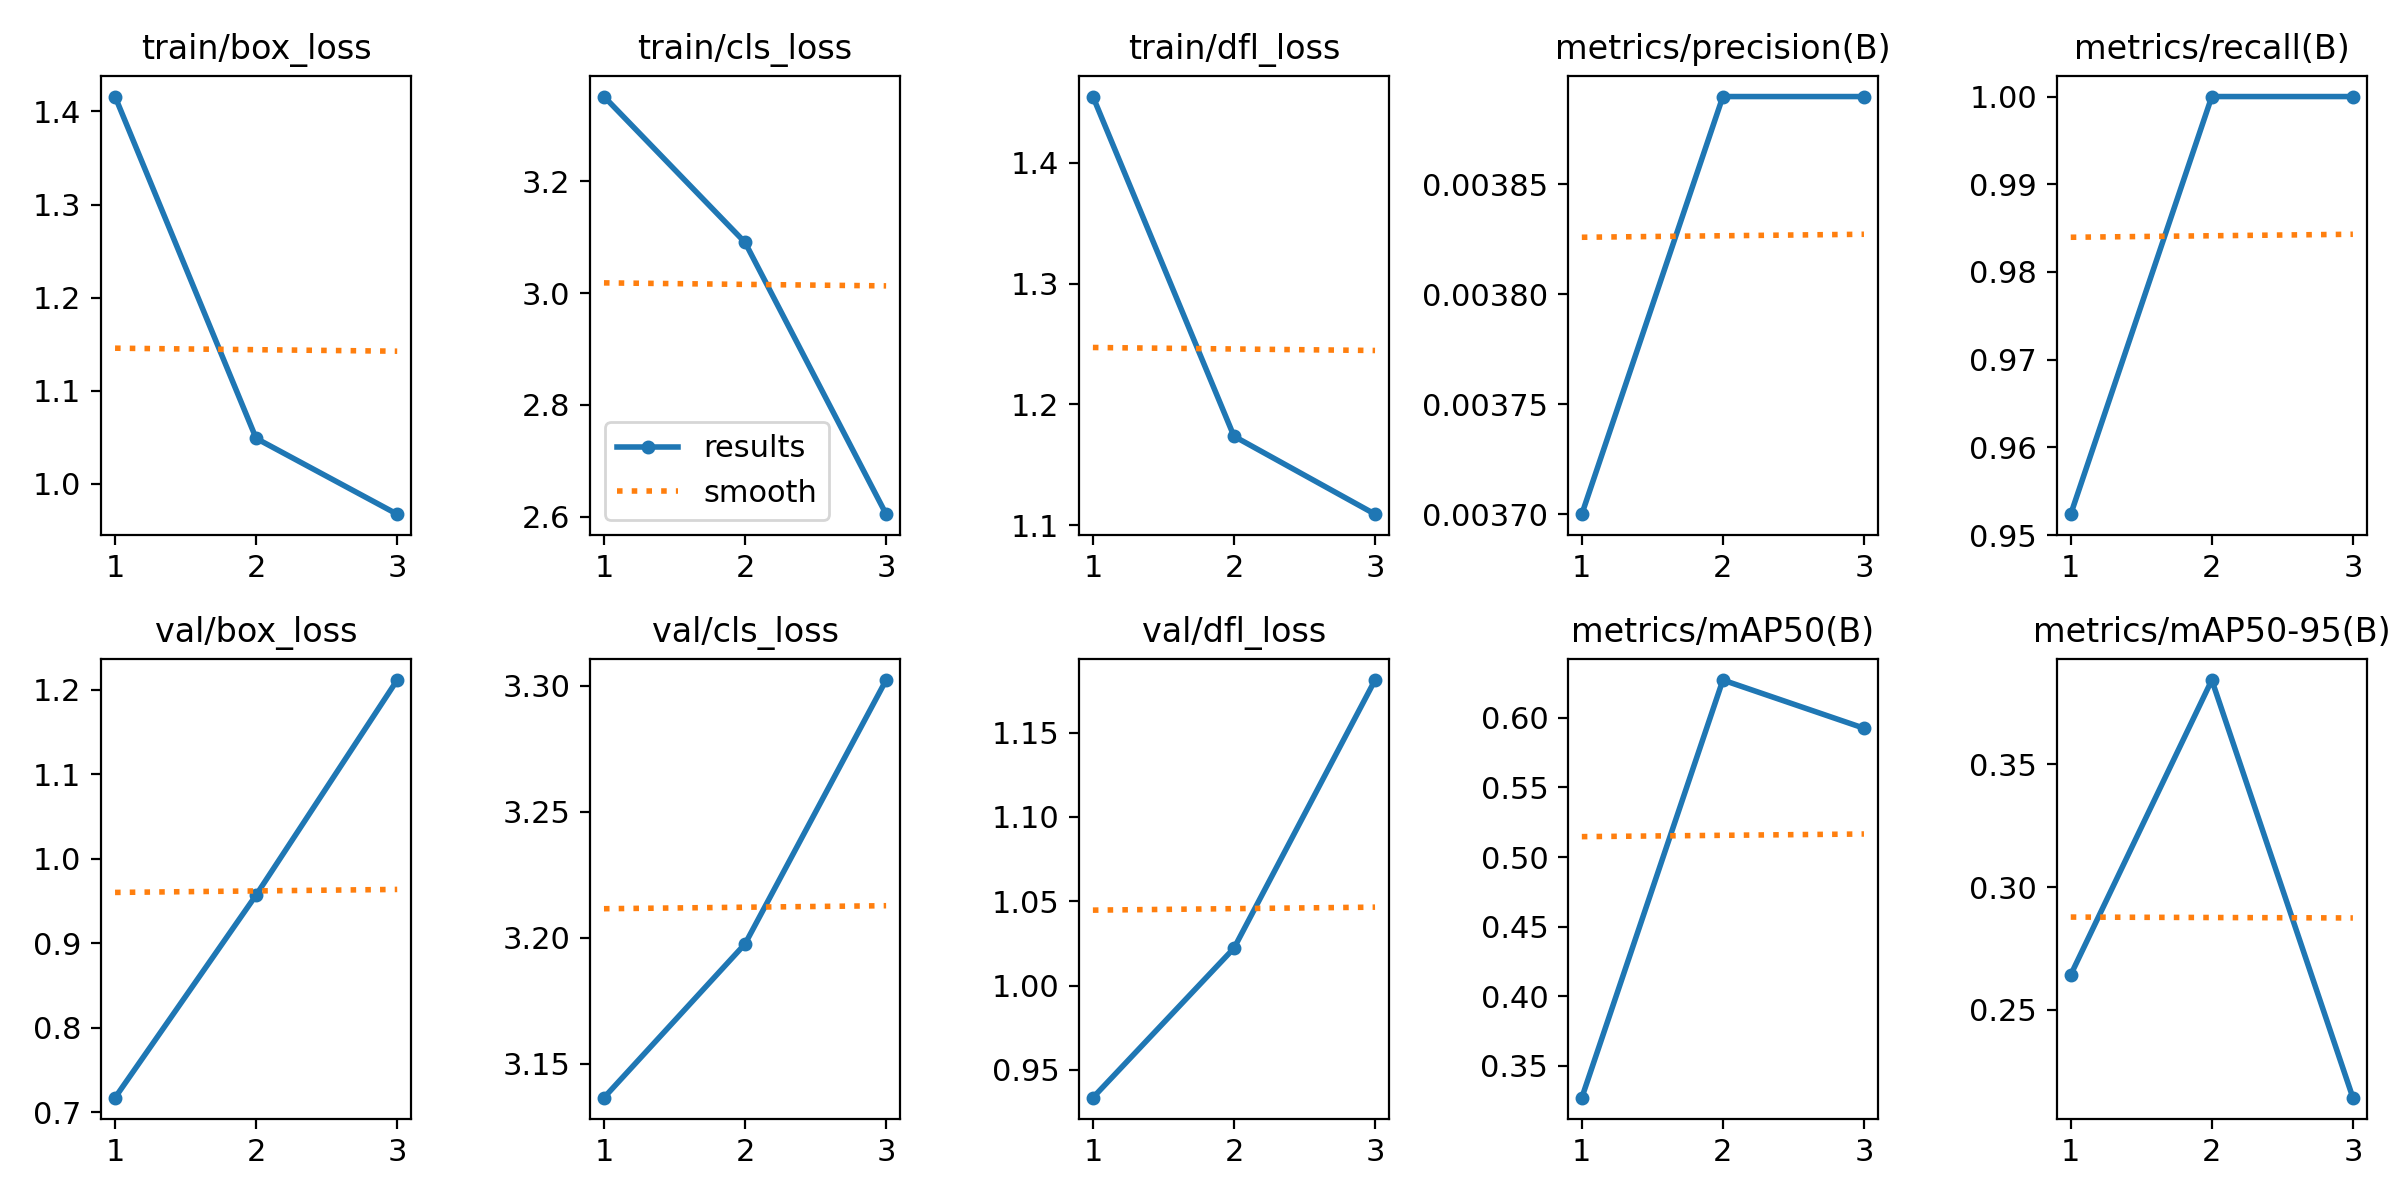 train/box_loss
1.4
1.3
1.2
1.1
1.0
1 2 3
train/cls_loss
3.2
3.0
2.8
2.6
results
smooth
1 2 3
train/dfl_loss
1.4
1.3
1.2
1.1
1 2 3
metrics/precision(B)
0.00385
0.00380
0.00375
0.00370
1 2 3
metrics/recall(B)
1.00
0.99
0.98
0.97
0.96
0.95
1 2 3
val/box_loss
1.2
1.1
1.0
0.9
0.8
0.7
1 2 3
val/cls_loss
3.30
3.25
3.20
3.15
1 2 3
val/dfl_loss
1.15
1.10
1.05
1.00
0.95
1 2 3
metrics/mAP50(B)
0.60
0.55
0.50
0.45
0.40
0.35
1 2 3
metrics/mAP50-95(B)
0.35
0.30
0.25
1 2 3